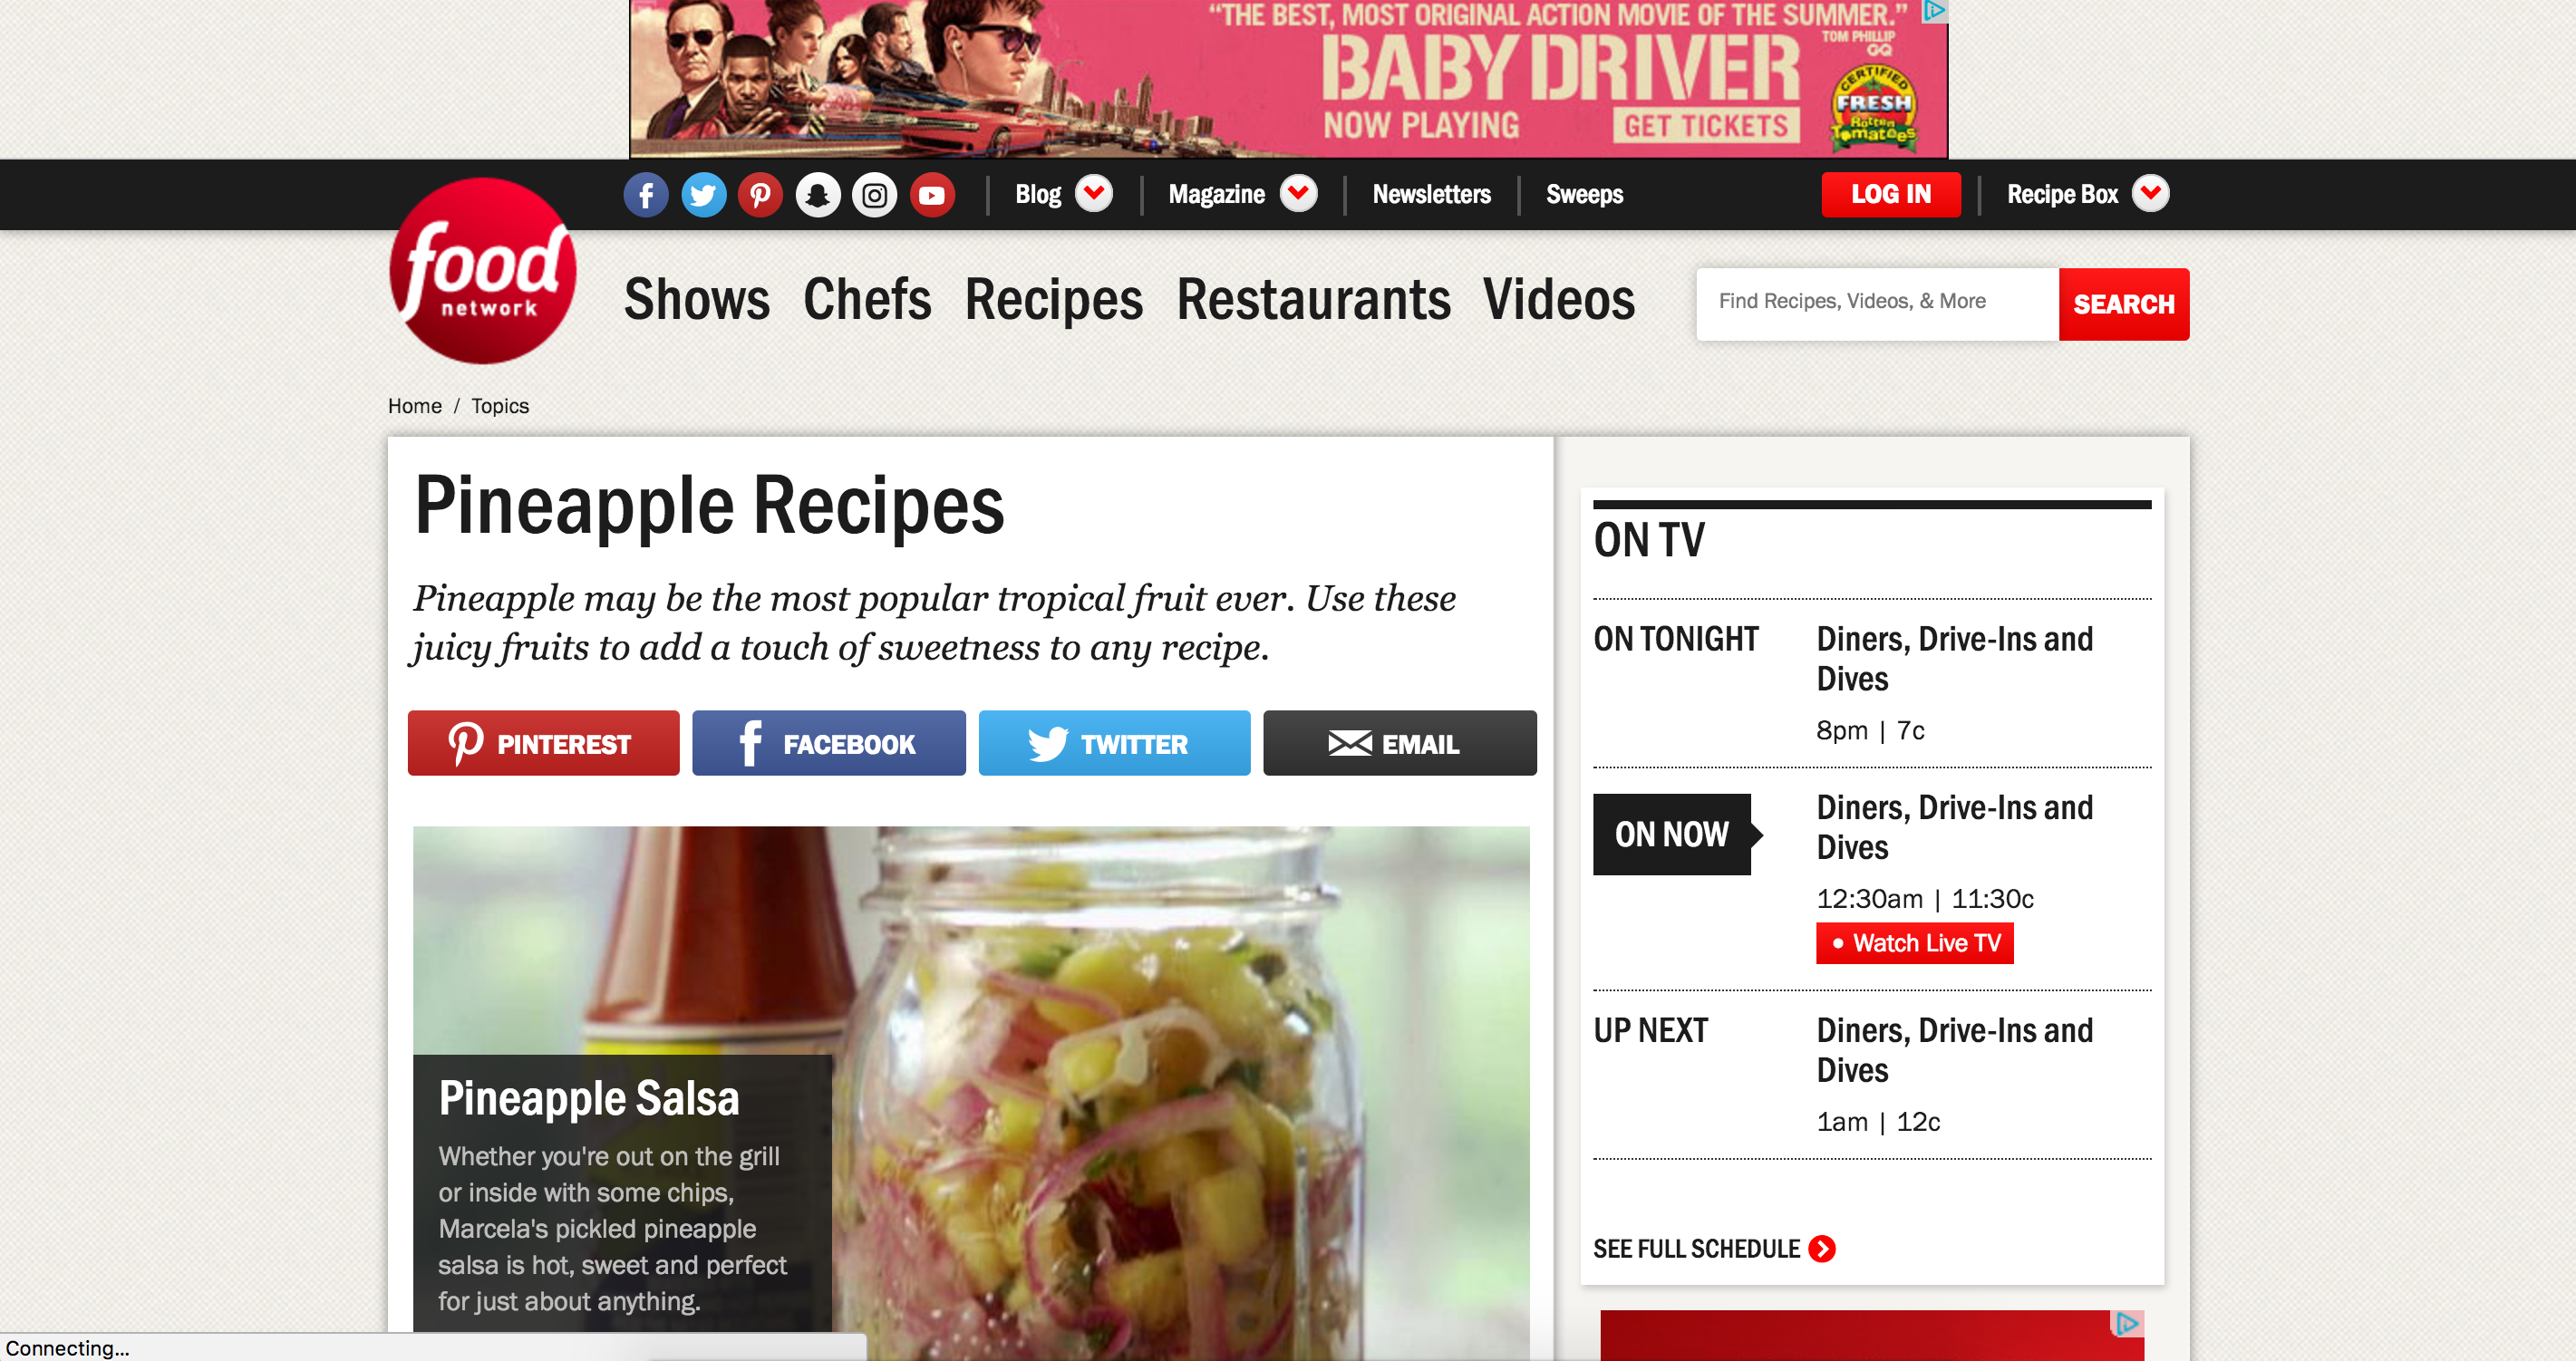 “THE BEST, MOST ORIGINAL ACTION MOVIE OF THE SUMMER.”
TOM PHILLIP
GQ
BABY DRIVER
NOW PLAYING
GET TICKETS
CERTIFIED
FRESH
Rotten
Tomatoes
Blog
Magazine
Newsletters
Sweeps
LOG IN
Recipe Box
food
network
Shows Chefs Recipes Restaurants Videos
Find Recipes, Videos, & More
SEARCH
Home / Topics
Pineapple Recipes
Pineapple may be the most popular tropical fruit ever. Use these
juicy fruits to add a touch of sweetness to any recipe.
PINTEREST
FACEBOOK
TWITTER
EMAIL
Pineapple Salsa
Whether you're out on the grill
or inside with some chips,
Marcela's pickled pineapple
salsa is hot, sweet and perfect
for just about anything.
ON TV
ON TONIGHT
Diners, Drive-Ins and
Dives
8pm | 7c
ON NOW
Diners, Drive-Ins and
Dives
12:30am | 11:30c
• Watch Live TV
UP NEXT
Diners, Drive-Ins and
Dives
1am | 12c
SEE FULL SCHEDULE
Connecting...